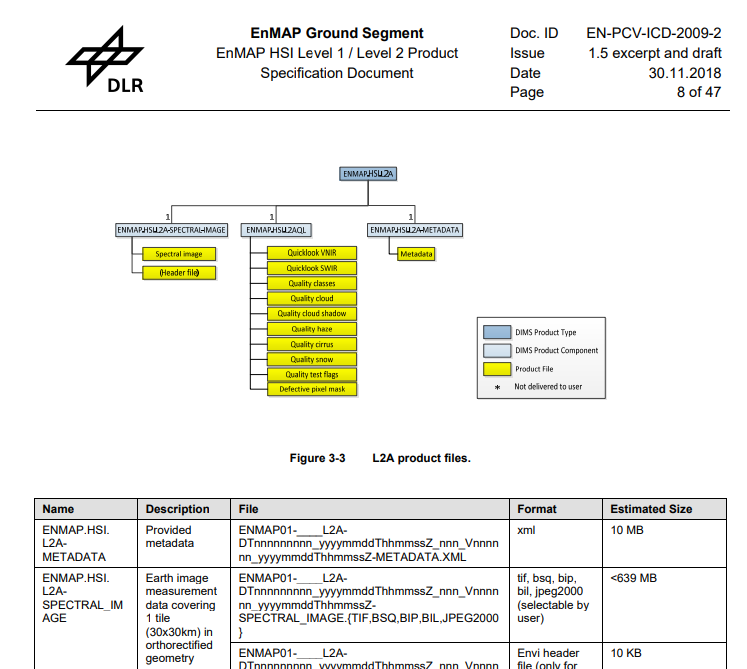 DLR
EnMAP Ground Segment
EnMAP HSI Level 1 / Level 2 Product
Specification Document
Doc. ID EN-PCV-ICD-2009-2
Issue 1.5 excerpt and draft
Date 30.11.2018
Page 8 of 47
ENMAP.HSI.L2A
1 1 1
ENMAP.HSI.L2A-SPECTRAL-IMAGE ENMAP.HSI.L2AQL ENMAP.HSI.L2A-METADATA
Spectral image
(Header file)
Quicklook VNIR
Quicklook SWIR
Quality classes
Quality cloud
Quality cloud shadow
Quality haze
Quality cirrus
Quality snow
Quality test flags
Defective pixel mask
Metadata
DIMS Product Type
DIMS Product Component
Product File
* Not delivered to user
Figure 3-3 L2A product files.
Name Description File Format Estimated Size
ENMAP.HSI.
L2A-
METADATA
Provided
metadata
ENMAP01-____L2A-
DTnnnnnnnnn_yyyymmddThhmmssZ_nnn_Vnnnn
nn_yyyymmddThhmmssZ-METADATA.XML
xml
10 MB
ENMAP.HSI.
L2A-
SPECTRAL_IM
AGE
Earth image
measurement
data covering
1 tile
(30x30km) in
orthorectified
geometry
ENMAP01-____L2A-
DTnnnnnnnnn_yyyymmddThhmmssZ_nnn_Vnnnn
nn_yyyymmddThhmmssZ-
SPECTRAL_IMAGE.{TIF,BSQ,BIP,BIL,JPEG2000
}
tif, bsq, bip,
bil, jpeg2000
(selectable by
user)
<639 MB
ENMAP01-____L2A-
DTnnnnnnnnn_yyyymmddThhmmssZ_nnn_Vnnnn
Envi header
file (only for
10 KB